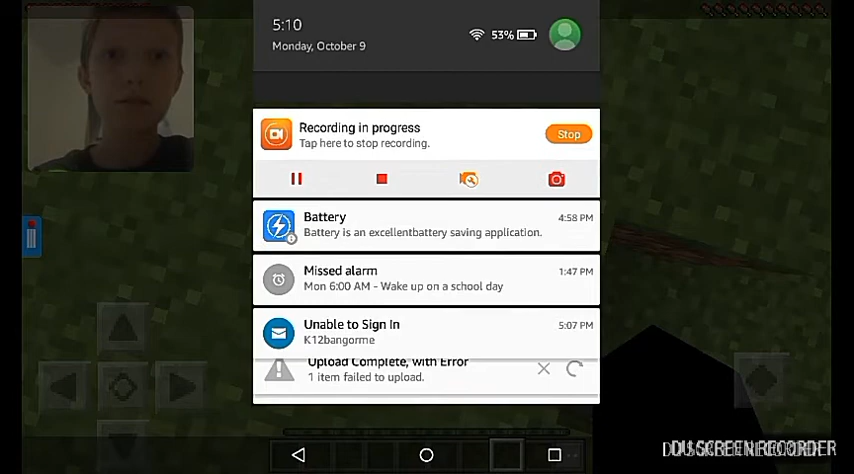 5:10
53%
Monday, October 9
Recording in progress
Stop
Tap here to stop recording.
Battery
4:58 PM
Battery is an excellentbattery saving application.
Missed alarm
1:47 PM
Mon 6:00 AM - Wake up on a school day
Unable to Sign In
5:07 PM
K12bangorme
Upload Complete, with Error
1 item failed to upload.
DU SCREEN RECORDER